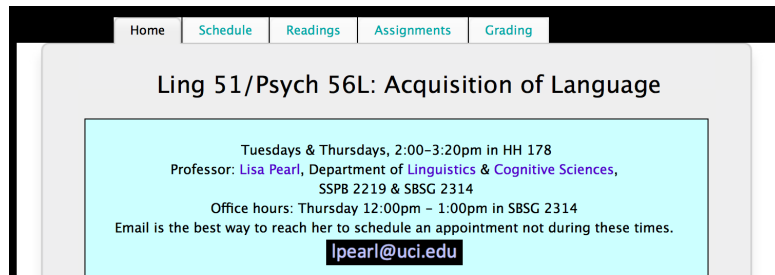 Home Schedule Readings Assignments Grading
Ling 51/Psych 56L: Acquisition of Language
Tuesdays & Thursdays, 2:00-3:20pm in HH 178
Professor: Lisa Pearl, Department of Linguistics & Cognitive Sciences,
SSPB 2219 & SBSG 2314
Office hours: Thursday 12:00pm - 1:00pm in SBSG 2314
Email is the best way to reach her to schedule an appointment not during these times.
lpearl@uci.edu